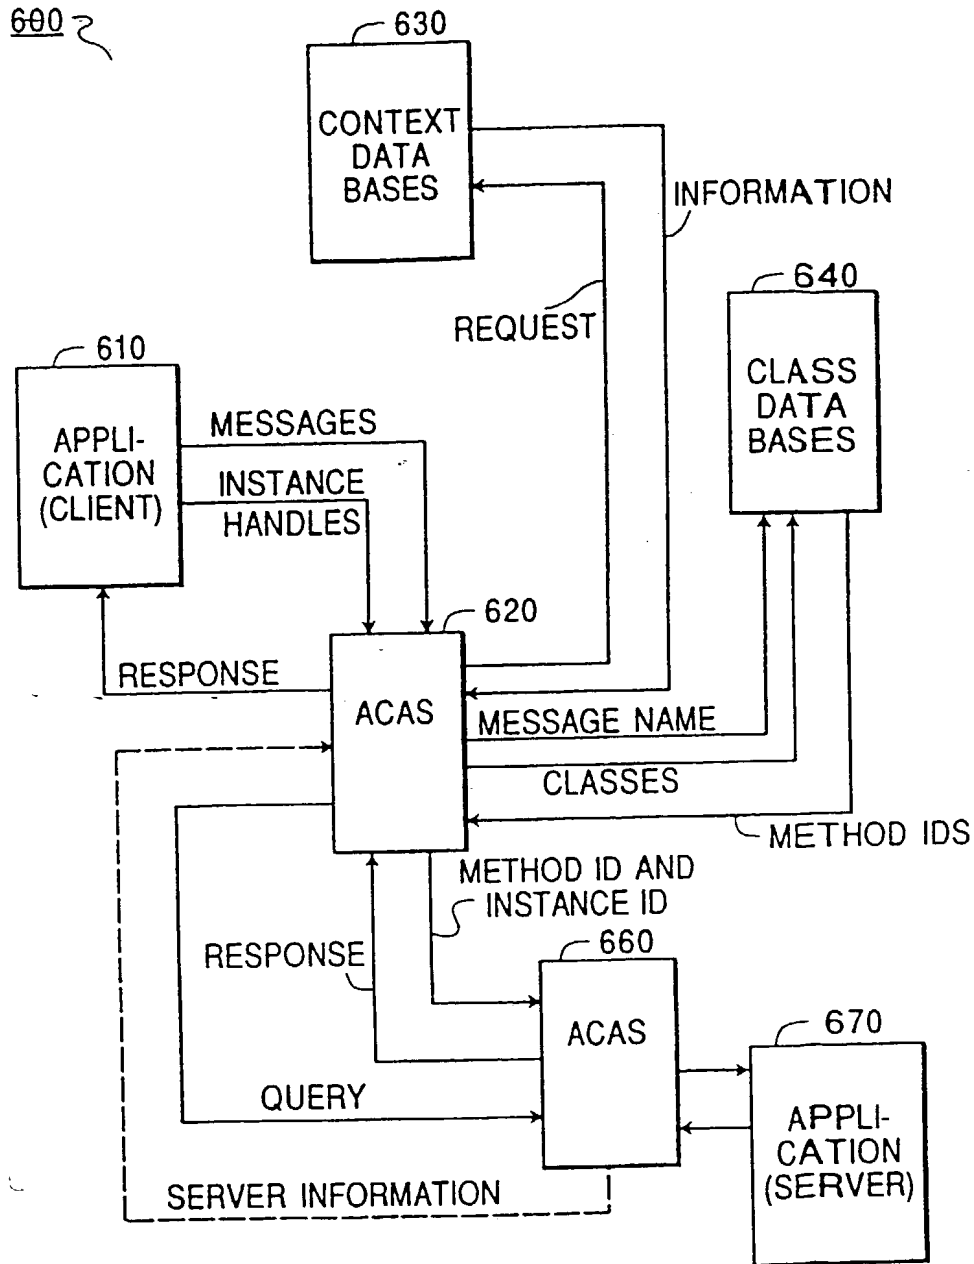 600
630
CONTEXT
DATA
BASES
INFORMATION
REQUEST
640
CLASS
DATA
BASES
610
APPLI-
CATION
(CLIENT)
MESSAGES
INSTANCE
HANDLES
620
ACAS
RESPONSE
MESSAGE NAME
CLASSES
METHOD IDS
METHOD ID AND
INSTANCE ID
RESPONSE
660
ACAS
QUERY
670
APPLI-
CATION
(SERVER)
SERVER INFORMATION